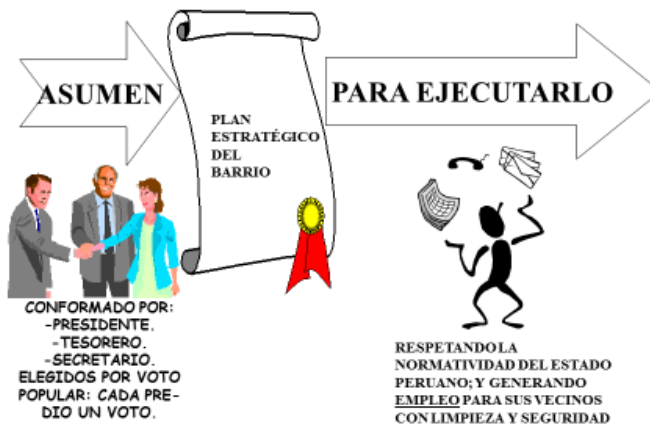 ASUMEN
PLAN
ESTRATÉGICO
DEL
BARRIO
PARA EJECUTARLO
CONFORMADO POR:
-PRESIDENTE.
-TESORERO.
-SECRETARIO.
ELEGIDOS POR VOTO
POPULAR: CADA PRE-
DIO UN VOTO.
RESPETANDO LA
NORMATIVIDAD DEL ESTADO
PERUANO; Y GENERANDO
EMPLEO PARA SUS VECINOS
CON LIMPIEZA Y SEGURIDAD